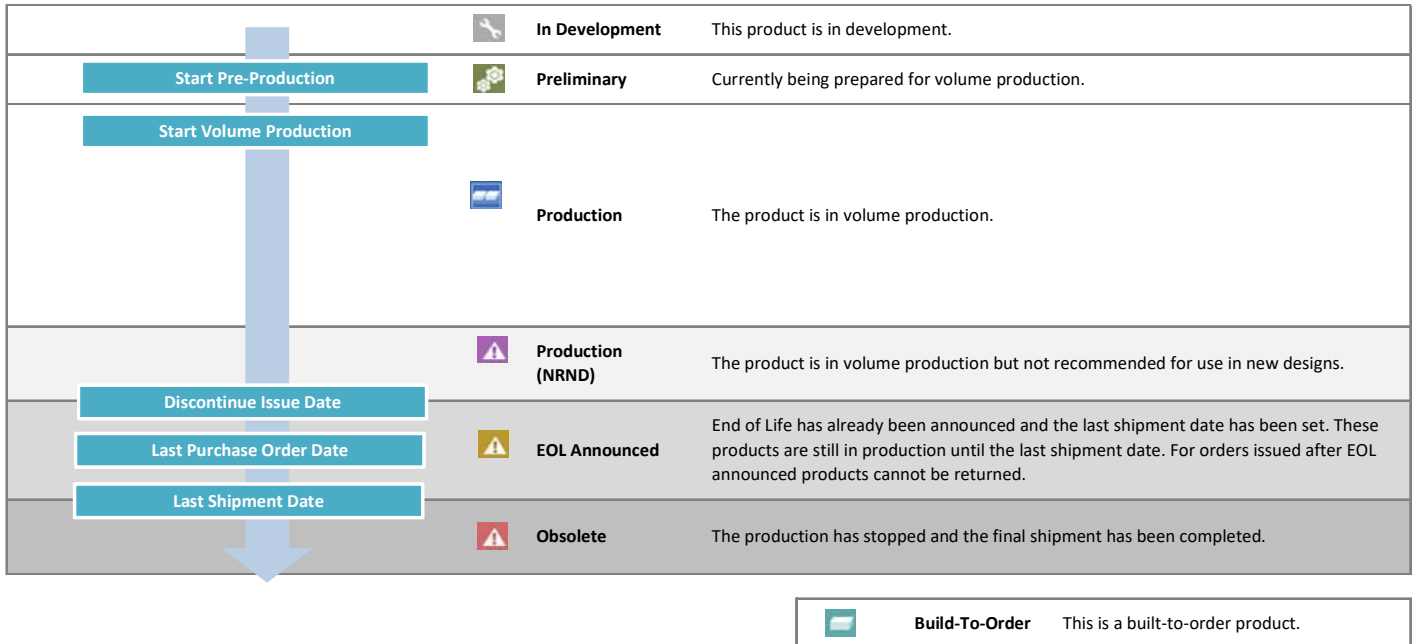 In Development This product is in development.
Start Pre-Production Preliminary Currently being prepared for volume production.
Start Volume Production
Production The product is in volume production.
Production
(NRND)
The product is in volume production but not recommended for use in new designs.
Discontinue Issue Date
Last Purchase Order Date
EOL Announced
End of Life has already been announced and the last shipment date has been set. These
products are still in production until the last shipment date. For orders issued after EOL
announced products cannot be returned.
Last Shipment Date
Obsolete The production has stopped and the final shipment has been completed.
Build-To-Order This is a built-to-order product.